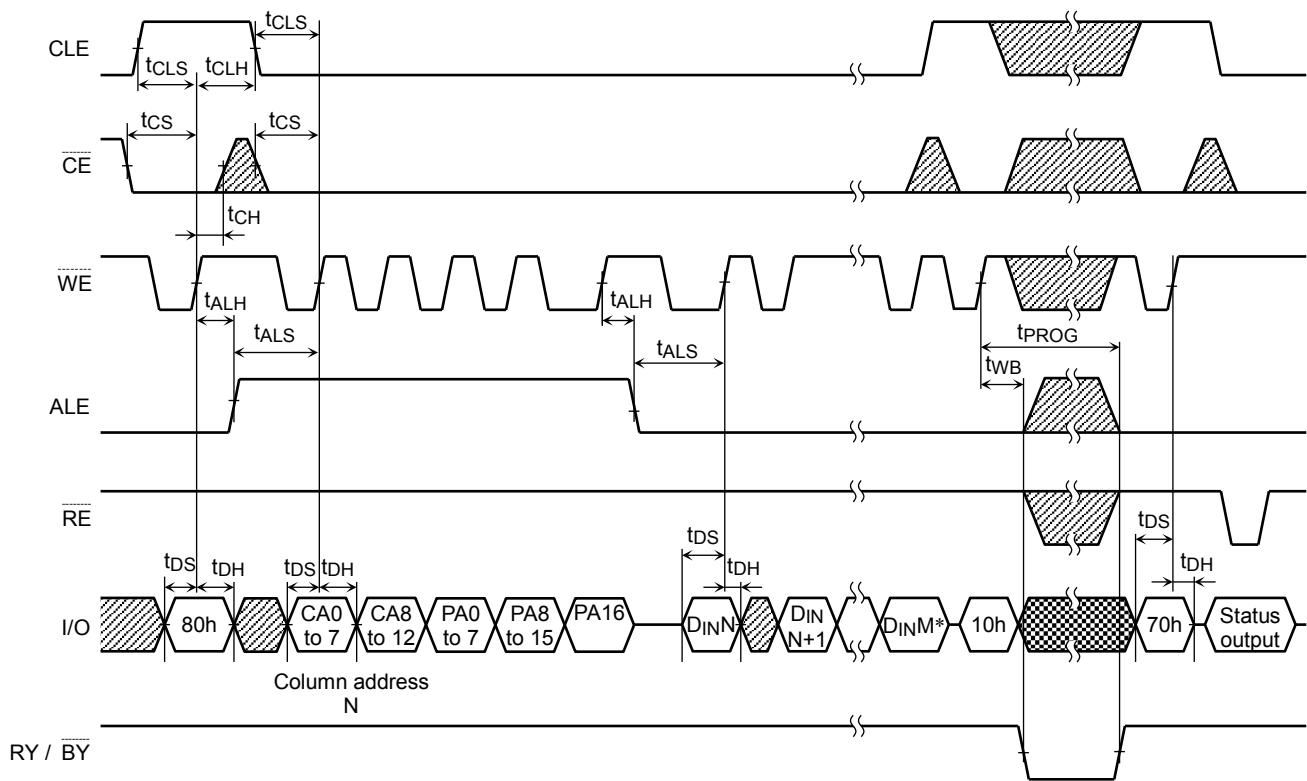 CLE
tCLS
tCLS
tCLH
CE
tCS
tCS
tCH
WE
tALH
tALS
tALH
tALS
tPROG
tWB
ALE
RE
tDS
tDH
tDS
tDH
tDS
tDH
tDS
tDH
I/O
80h
CA0
to 7
CA8
to 12
PA0
to 7
PA8
to 15
PA16
DINN
DIN
N+1
DINM*
10h
70h
Status
output
Column address
N
RY / BY